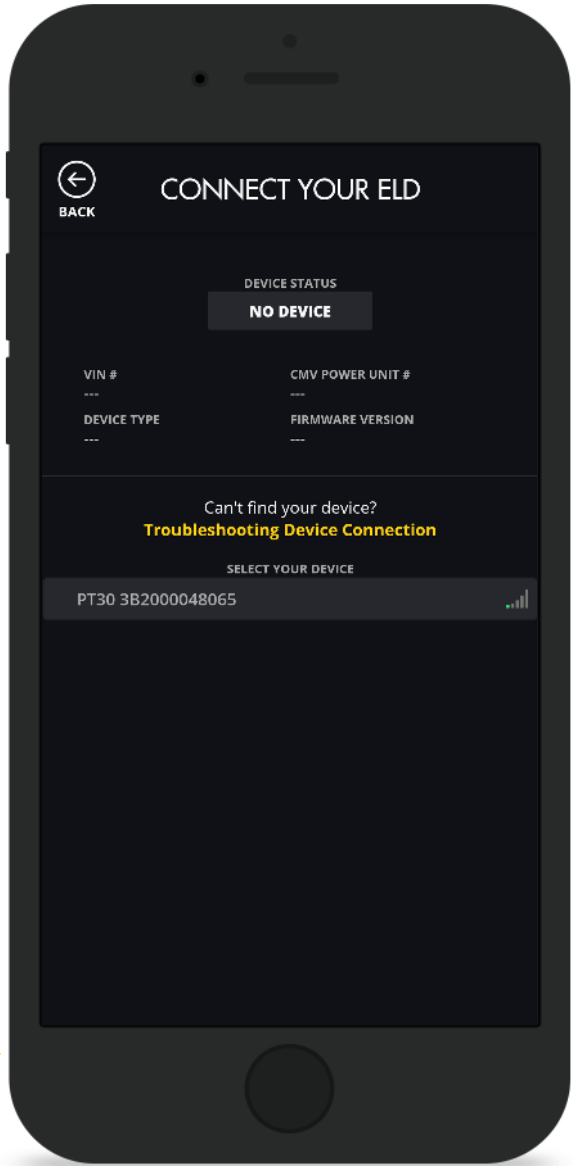 BACK
CONNECT YOUR ELD
DEVICE STATUS
NO DEVICE
VIN #
---
CMV POWER UNIT #
---
DEVICE TYPE
---
FIRMWARE VERSION
---
Can't find your device?
Troubleshooting Device Connection
SELECT YOUR DEVICE
PT30 3B2000048065